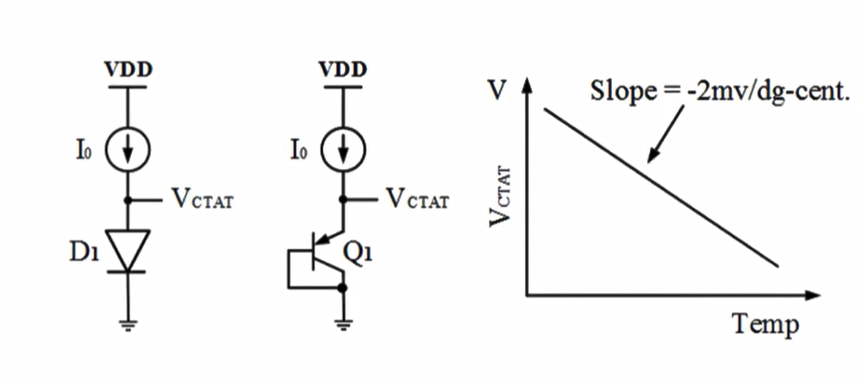 VDD
I0
VCTAT
D1
VDD
I0
VCTAT
Q1
V
Slope = -2mv/dg-cent.
VCTAT
Temp